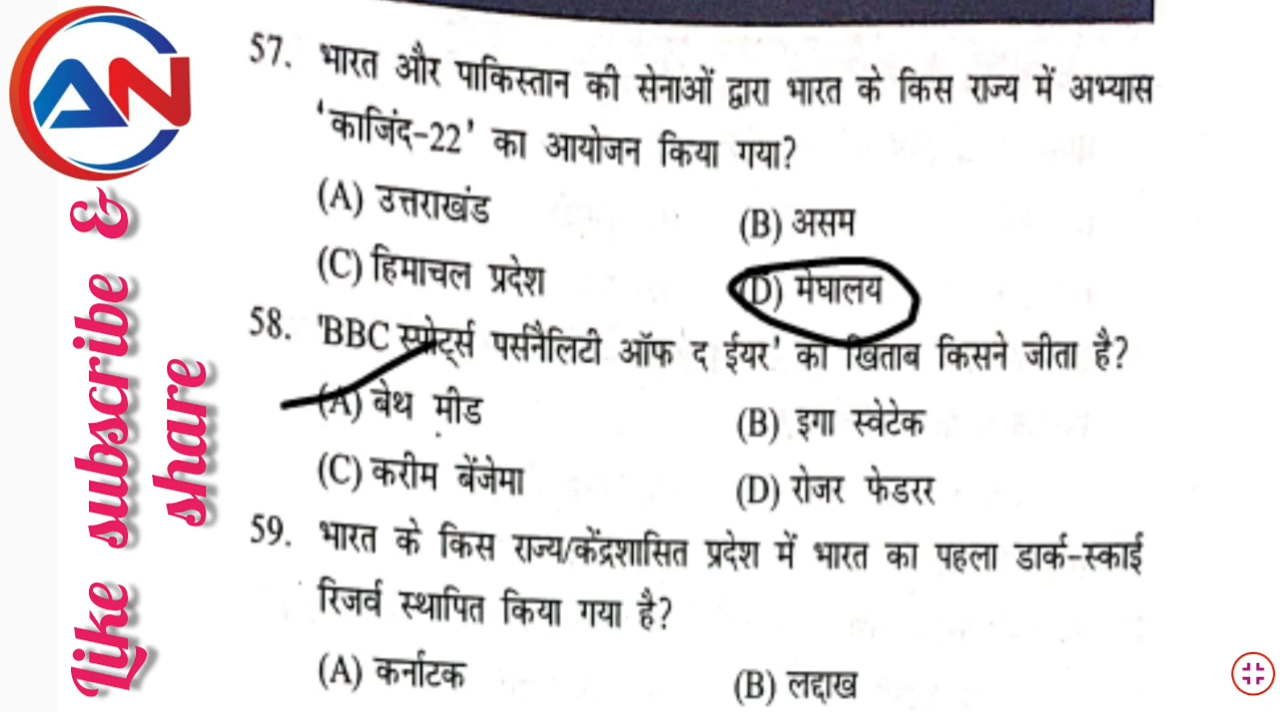 AN
Like subscribe &
share
57. भारत और पाकिस्तान की सेनाओं द्वारा भारत के किस राज्य में अभ्यास
'काजिंद-22' का आयोजन किया गया?
(A) उत्तराखंड (B) असम
(C) हिमाचल प्रदेश (D) मेघालय
58. 'BBC स्पोर्ट्स पर्सनैलिटी ऑफ द ईयर' का खिताब किसने जीता है?
(A) बेथ मीड (B) इगा स्वेटेक
(C) करीम बेंजेमा (D) रोजर फेडरर
59. भारत के किस राज्य/केंद्रशासित प्रदेश में भारत का पहला डार्क-स्काई
रिजर्व स्थापित किया गया है?
(A) कर्नाटक (B) लद्दाख